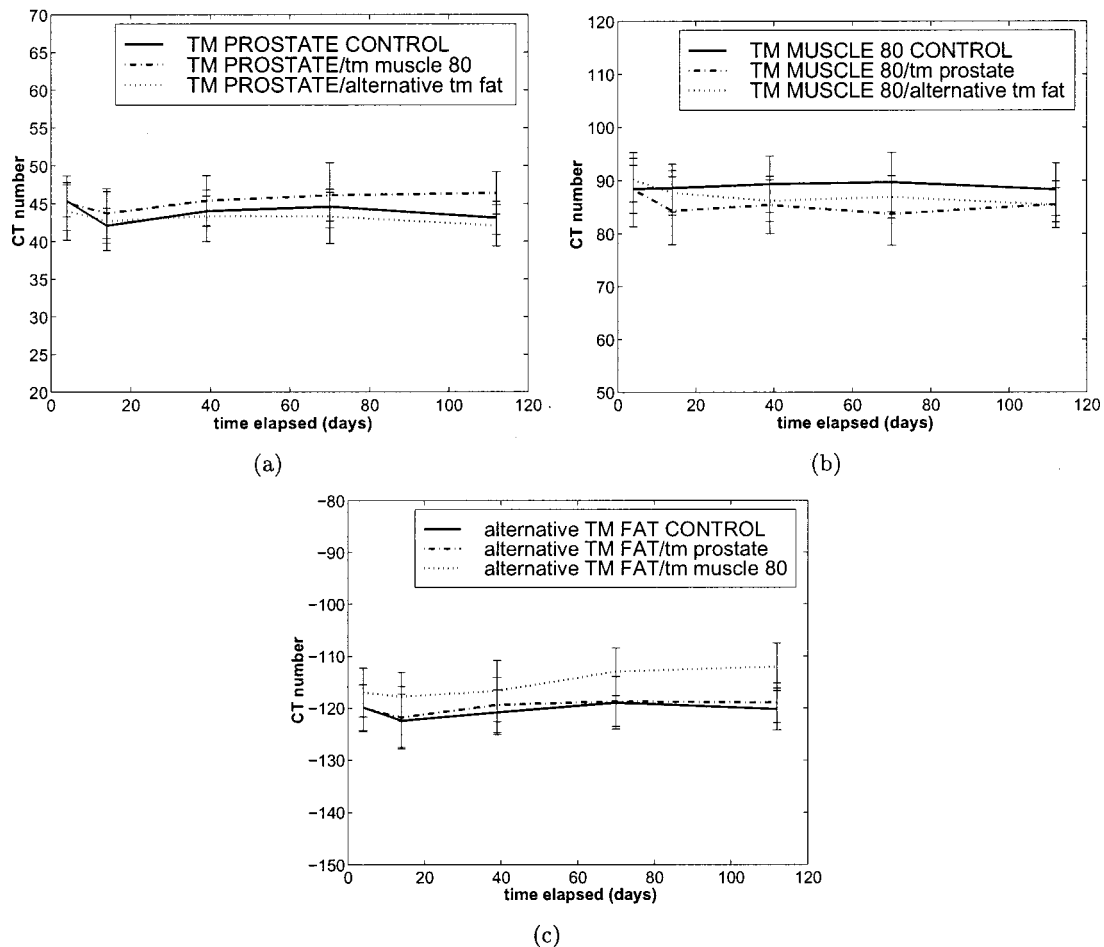 70
65
60
55
50
45
40
35
30
25
20
CT number
TM PROSTATE CONTROL
TM PROSTATE/tm muscle 80
TM PROSTATE/alternative tm fat
0 20 40 60 80 100 120
time elapsed (days)
(a)
120
110
100
90
80
70
60
50
CT number
TM MUSCLE 80 CONTROL
TM MUSCLE 80/tm prostate
TM MUSCLE 80/alternative tm fat
0 20 40 60 80 100 120
time elapsed (days)
(b)
−80
−90
−100
−110
−120
−130
−140
−150
CT number
alternative TM FAT CONTROL
alternative TM FAT/tm prostate
alternative TM FAT/tm muscle 80
0 20 40 60 80 100 120
time elapsed (days)
(c)